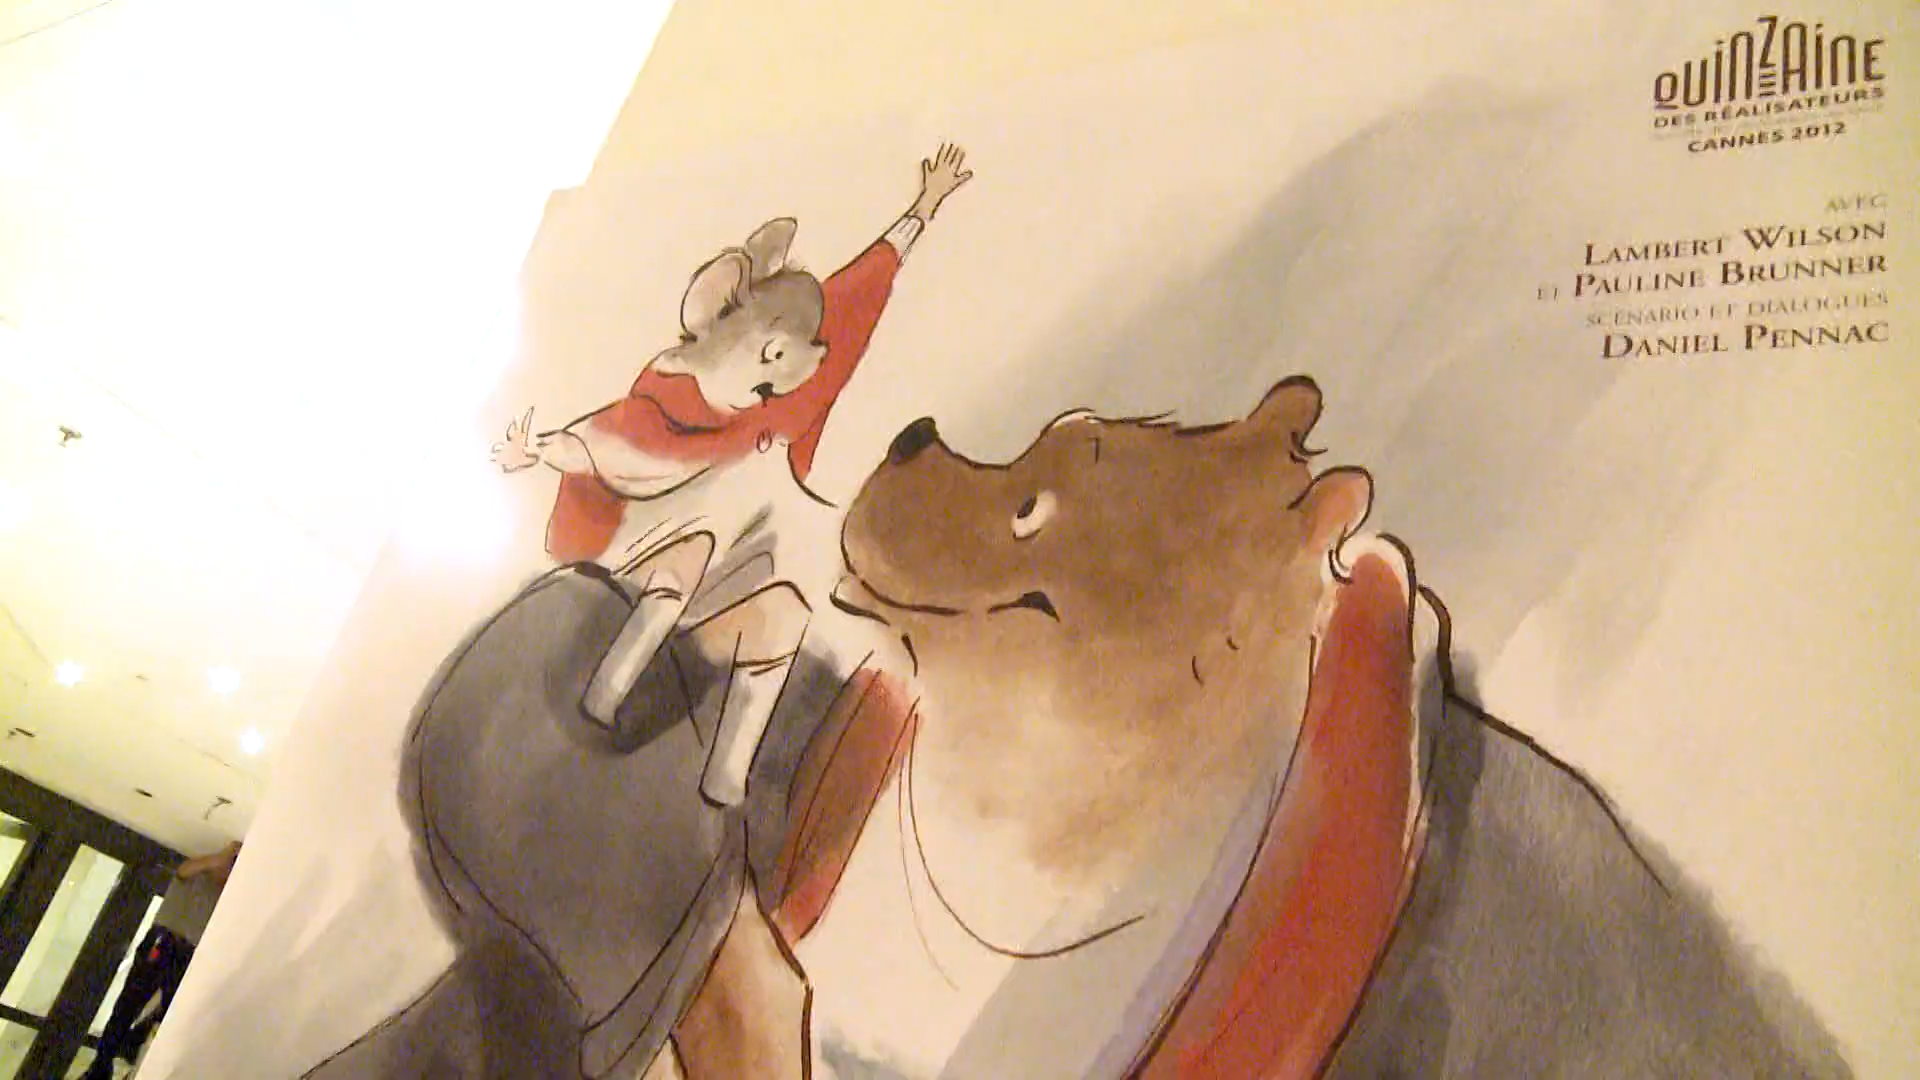 QUINZAINE
DES RÉALISATEURS
CANNES 2012
AVEC
LAMBERT WILSON
ET PAULINE BRUNNER
SCÉNARIO ET DIALOGUES
DANIEL PENNAC